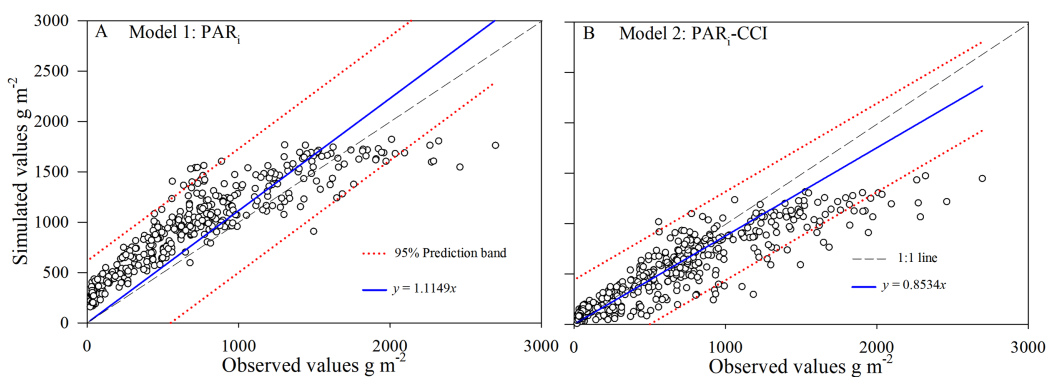 A Model 1: PARᵢ
3000
2500
2000
1500
1000
500
0
Simulated values g m⁻²
95% Prediction band
y = 1.1149x
0 1000 2000 3000
Observed values g m⁻²
B Model 2: PARᵢ-CCI
1:1 line
y = 0.8534x
0 1000 2000 3000
Observed values g m⁻²